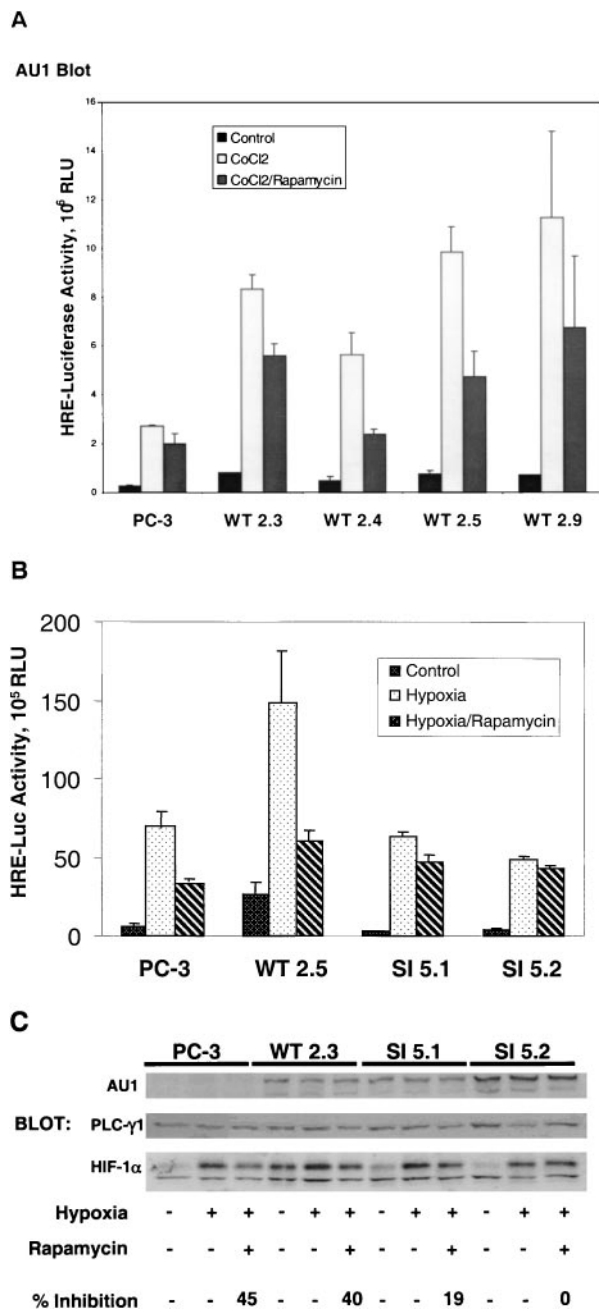 A
AU1 Blot
HRE-Luciferase Activity, 10⁶ RLU
16
14
12
10
8
6
4
2
0
Control
CoCl2
CoCl2/Rapamycin
PC-3 WT 2.3 WT 2.4 WT 2.5 WT 2.9
B
HRE-Luc Activity, 10⁵ RLU
200
150
100
50
0
Control
Hypoxia
Hypoxia/Rapamycin
PC-3 WT 2.5 SI 5.1 SI 5.2
C
PC-3 WT 2.3 SI 5.1 SI 5.2
AU1
BLOT: PLC-γ1
HIF-1α
Hypoxia - + + - + + - + + - + +
Rapamycin - - + - - + - - + - - +
% Inhibition - - 45 - - 40 - - 19 - - 0